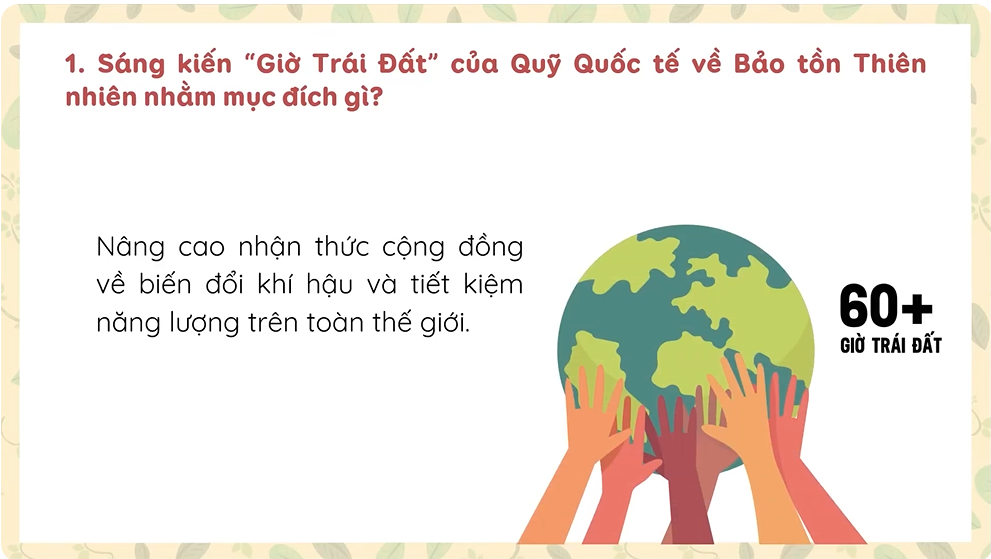 1. Sáng kiến “Giờ Trái Đất” của Quỹ Quốc tế về Bảo tồn Thiên
nhiên nhằm mục đích gì?
Nâng cao nhận thức cộng đồng
về biến đổi khí hậu và tiết kiệm
năng lượng trên toàn thế giới.
60+
GIỜ TRÁI ĐẤT